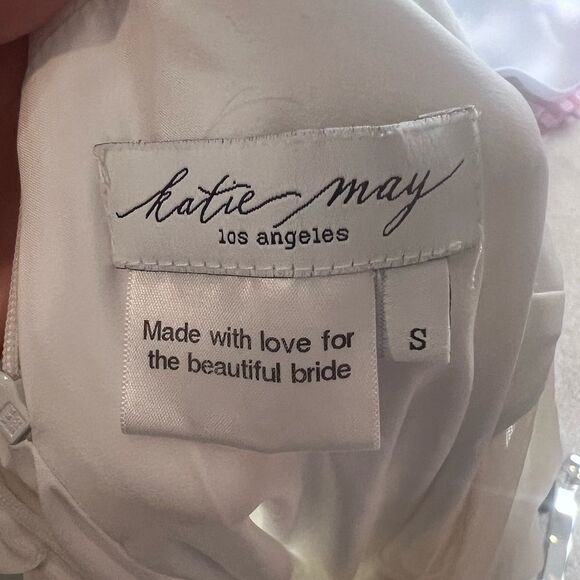 katie may
los angeles
Made with love for
the beautiful bride
S